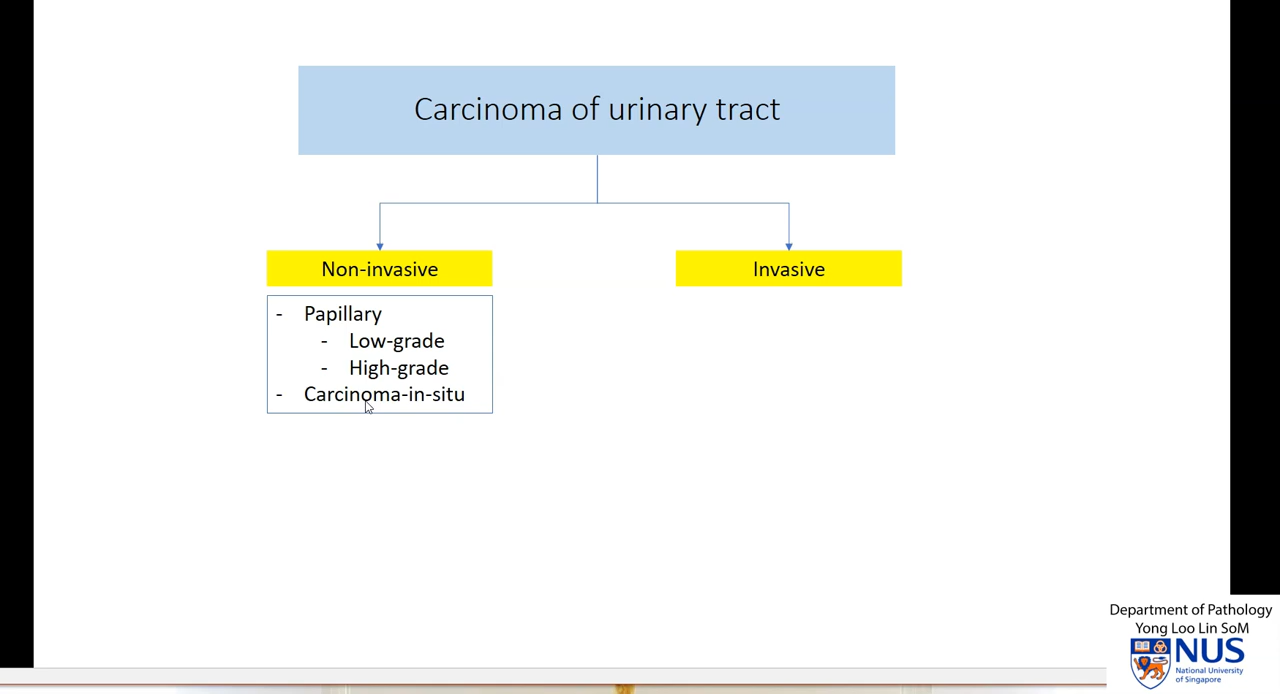 Carcinoma of urinary tract
Non-invasive
Invasive
- Papillary
- Low-grade
- High-grade
- Carcinoma-in-situ
Department of Pathology
Yong Loo Lin SoM
NUS
National University
of Singapore